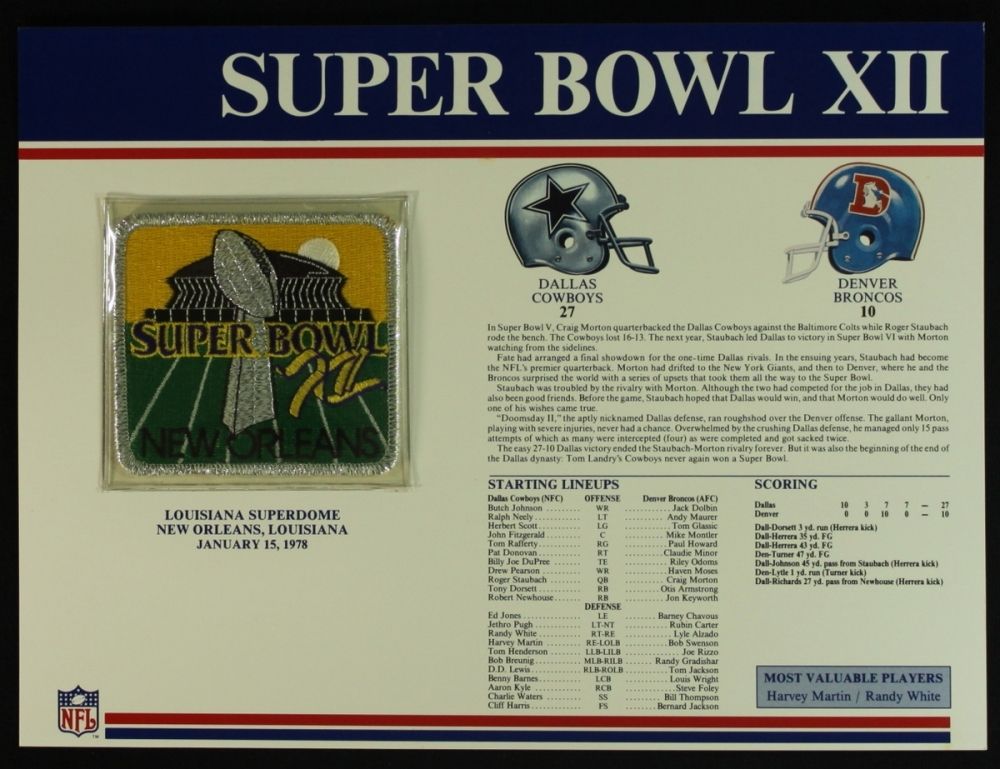 SUPER BOWL XII
SUPER BOWL
XII
NEW ORLEANS
LOUISIANA SUPERDOME
NEW ORLEANS, LOUISIANA
JANUARY 15, 1978
DALLAS
COWBOYS
27
DENVER
BRONCOS
10
In Super Bowl V, Craig Morton quarterbacked the Dallas Cowboys against the Baltimore Colts while Roger Staubach
rode the bench. The Cowboys lost 16-13. The next year, Staubach led Dallas to victory in Super Bowl VI with Morton
watching from the sidelines.
Fate had arranged a final showdown for the one-time Dallas rivals. In the ensuing years, Staubach had become
the NFL's premier quarterback. Morton had drifted to the New York Giants, and then to Denver, where he and the
Broncos surprised the world with a series of upsets that took them all the way to the Super Bowl.
Staubach was troubled by the rivalry with Morton. Although the two had competed for the job in Dallas, they had
also been good friends. Before the game, Staubach hoped that Dallas would win, and that Morton would do well. Only
one of his wishes came true.
"Doomsday II," the aptly nicknamed Dallas defense, ran roughshod over the Denver offense. The gallant Morton,
playing with severe injuries, never had a chance. Overwhelmed by the crushing Dallas defense, he managed only 15 pass
attempts of which as many were intercepted (four) as were completed and got sacked twice.
The easy 27-10 Dallas victory ended the Staubach-Morton rivalry forever. But it was also the beginning of the end of
the Dallas dynasty: Tom Landry's Cowboys never again won a Super Bowl.
STARTING LINEUPS
Dallas Cowboys (NFC) OFFENSE Denver Broncos (AFC)
Butch Johnson WR Jack Dolbin
Ralph Neely LT Andy Maurer
Herbert Scott LG Tom Glassic
John Fitzgerald C Mike Montler
Tom Rafferty RG Paul Howard
Pat Donovan RT Claudie Minor
Billy Joe DuPree TE Riley Odoms
Drew Pearson WR Haven Moses
Roger Staubach QB Craig Morton
Tony Dorsett RB Otis Armstrong
Robert Newhouse RB Jon Keyworth
DEFENSE
Ed Jones LE Barney Chavous
Jethro Pugh LT-NT Rubin Carter
Randy White RT-RE Lyle Alzado
Harvey Martin RE-LOLB Bob Swenson
Tom Henderson LLB-LILB Joe Rizzo
Bob Breunig MLB-RILB Randy Gradishar
D.D. Lewis RLB-ROLB Tom Jackson
Benny Barnes LCB Louis Wright
Aaron Kyle RCB Steve Foley
Charlie Waters SS Bill Thompson
Cliff Harris FS Bernard Jackson
SCORING
Dallas 10 3 7 7 — 27
Denver 0 0 10 0 — 10
Dall-Dorsett 3 yd. run (Herrera kick)
Dall-Herrera 35 yd. FG
Dall-Herrera 43 yd. FG
Den-Turner 47 yd. FG
Dall-Johnson 45 yd. pass from Staubach (Herrera kick)
Den-Lytle 1 yd. run (Turner kick)
Dall-Richards 27 yd. pass from Newhouse (Herrera kick)
MOST VALUABLE PLAYERS
Harvey Martin / Randy White
NFL
TM